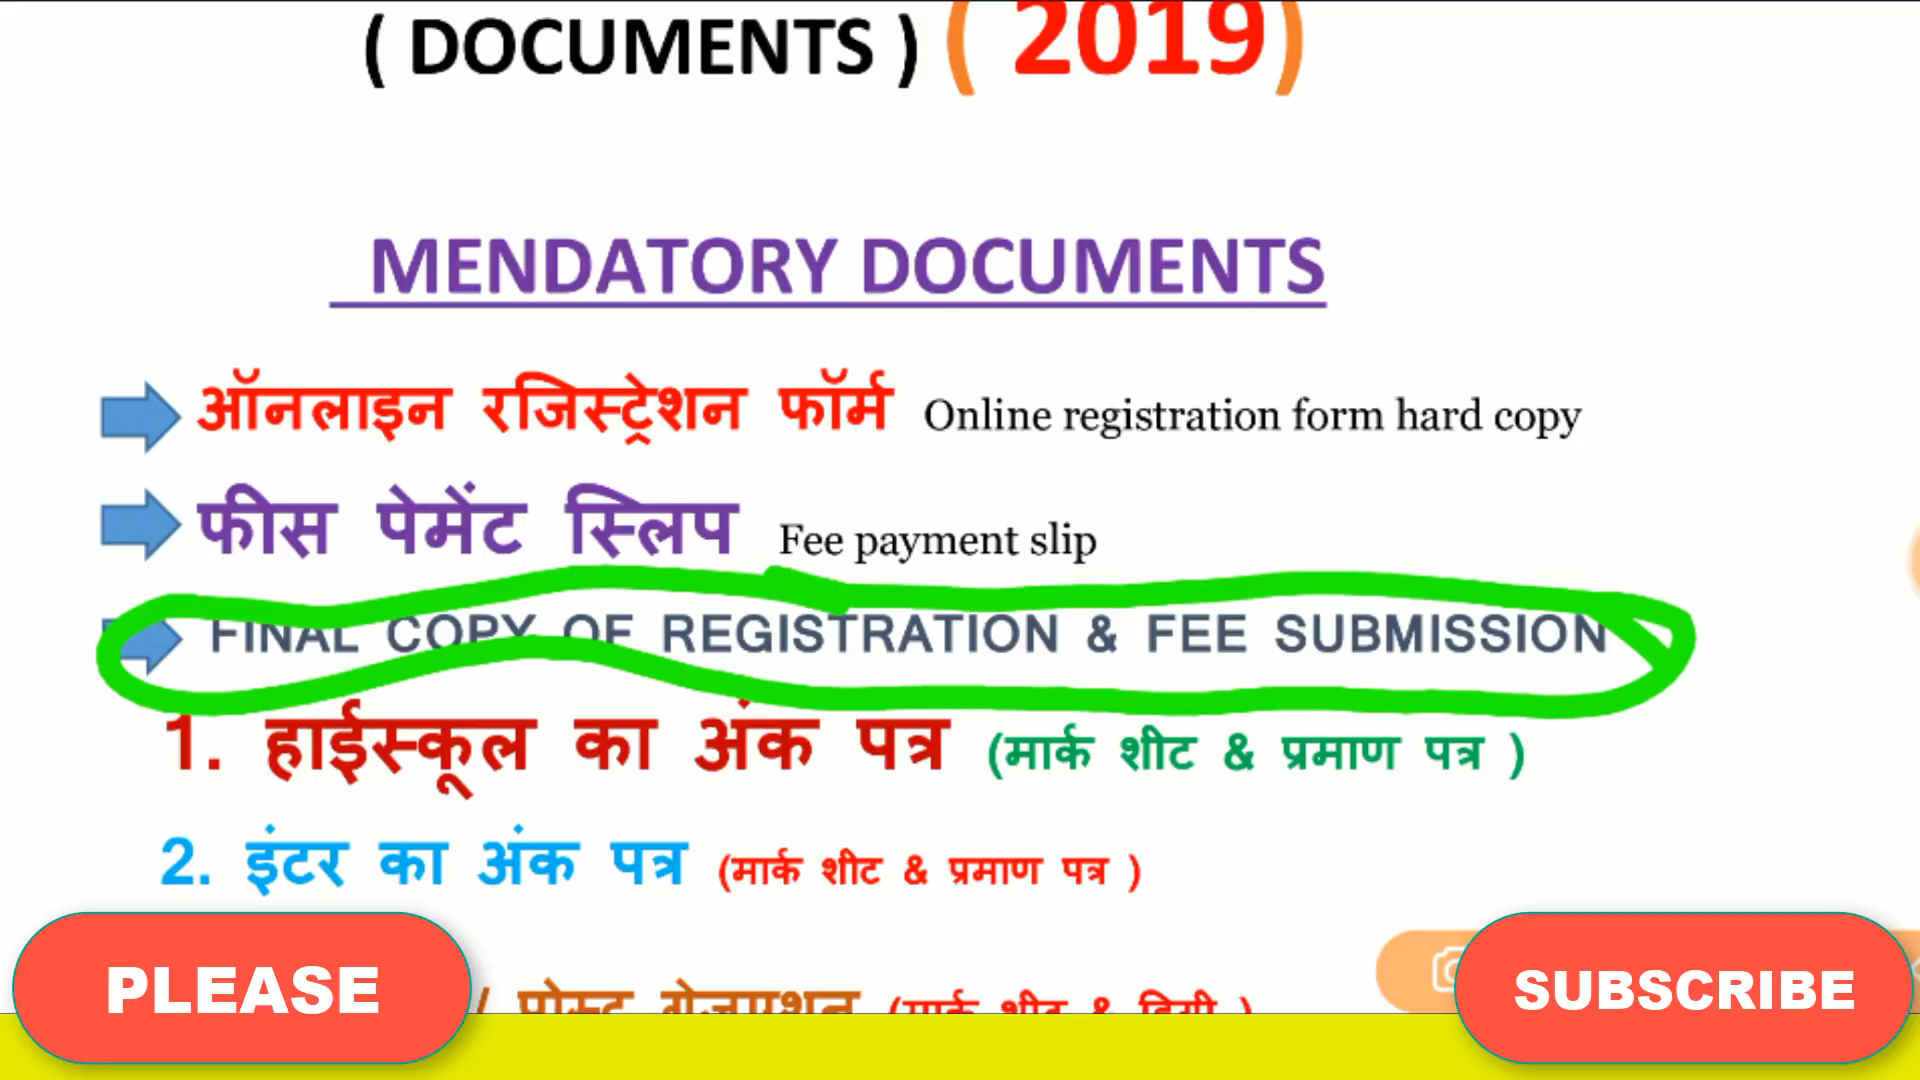 ( DOCUMENTS ) ( 2019)
MENDATORY DOCUMENTS
ऑनलाइन रजिस्ट्रेशन फॉर्म Online registration form hard copy
फीस पेमेंट स्लिप Fee payment slip
FINAL COPY OF REGISTRATION & FEE SUBMISSION
1. हाईस्कूल का अंक पत्र (मार्क शीट & प्रमाण पत्र )
2. इंटर का अंक पत्र (मार्क शीट & प्रमाण पत्र )
/ पोस्ट ग्रेजुएशन (मार्क शीट & डिग्री )
PLEASE
SUBSCRIBE